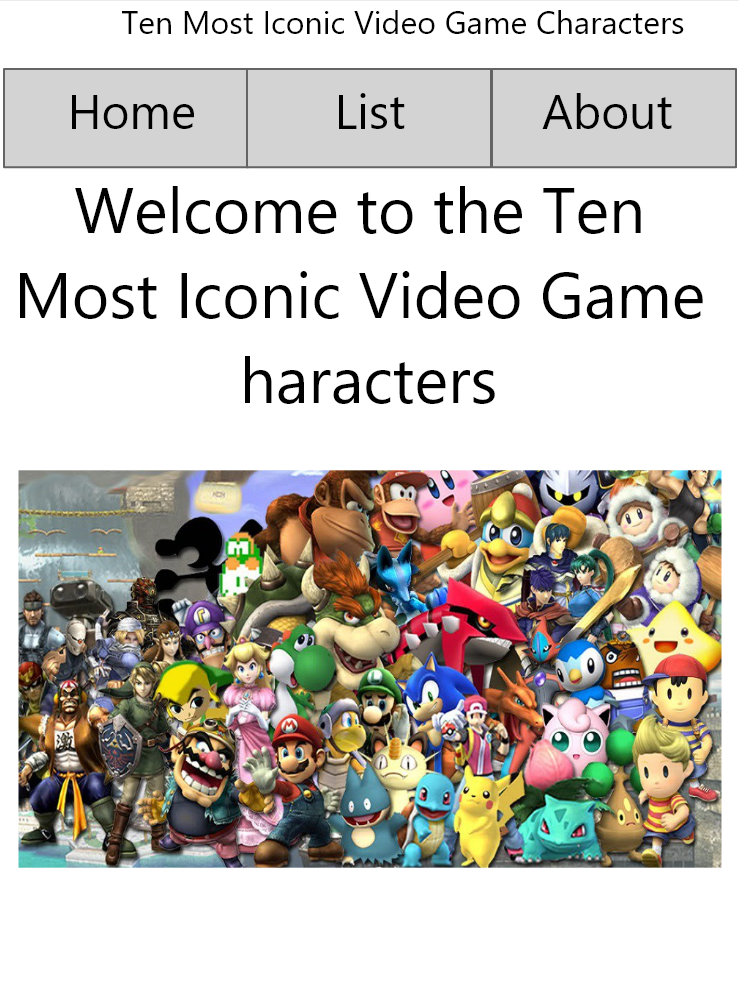 Ten Most Iconic Video Game Characters
Home
List
About
Welcome to the Ten
Most Iconic Video Game
haracters